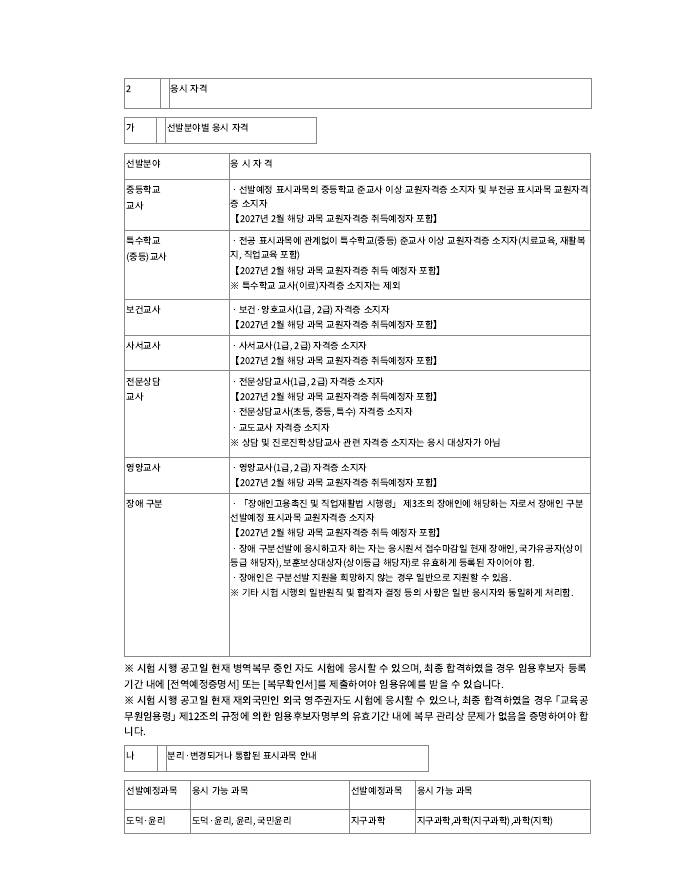 2 응시 자격
가 선발분야별 응시 자격
선발분야 응 시 자 격
중등학교
교사
· 선발예정 표시과목의 중등학교 준교사 이상 교원자격증 소지자 및 부전공 표시과목 교원자격
증 소지자
【2027년 2월 해당 과목 교원자격증 취득예정자 포함】
특수학교
(중등)교사
· 전공 표시과목에 관계없이 특수학교(중등) 준교사 이상 교원자격증 소지자(치료교육, 재활복
지, 직업교육 포함)
【2027년 2월 해당 과목 교원자격증 취득 예정자 포함】
※ 특수학교 교사(이료)자격증 소지자는 제외
보건교사
· 보건·양호교사(1급, 2급) 자격증 소지자
【2027년 2월 해당 과목 교원자격증 취득예정자 포함】
사서교사
· 사서교사(1급, 2급) 자격증 소지자
【2027년 2월 해당 과목 교원자격증 취득예정자 포함】
전문상담
교사
· 전문상담교사(1급, 2급) 자격증 소지자
【2027년 2월 해당 과목 교원자격증 취득예정자 포함】
· 전문상담교사(초등, 중등, 특수) 자격증 소지자
· 교도교사 자격증 소지자
※ 상담 및 진로진학상담교사 관련 자격증 소지자는 응시 대상자가 아님
영양교사
· 영양교사(1급, 2급) 자격증 소지자
【2027년 2월 해당 과목 교원자격증 취득예정자 포함】
장애 구분
· 「장애인고용촉진 및 직업재활법 시행령」 제3조의 장애인에 해당하는 자로서 장애인 구분
선발예정 표시과목 교원자격증 소지자
【2027년 2월 해당 과목 교원자격증 취득 예정자 포함】
· 장애 구분선발에 응시하고자 하는 자는 응시원서 접수마감일 현재 장애인, 국가유공자(상이
등급 해당자), 보훈보상대상자(상이등급 해당자)로 유효하게 등록된 자이어야 함.
· 장애인은 구분선발 지원을 희망하지 않는 경우 일반으로 지원할 수 있음.
※ 기타 시험 시행의 일반원칙 및 합격자 결정 등의 사항은 일반 응시자와 동일하게 처리함.
※ 시험 시행 공고일 현재 병역복무 중인 자도 시험에 응시할 수 있으며, 최종 합격하였을 경우 임용후보자 등록
기간 내에 [전역예정증명서] 또는 [복무확인서]를 제출하여야 임용유예를 받을 수 있습니다.
※ 시험 시행 공고일 현재 재외국민인 외국 영주권자도 시험에 응시할 수 있으나, 최종 합격하였을 경우 「교육공
무원임용령」 제12조의 규정에 의한 임용후보자명부의 유효기간 내에 복무 관리상 문제가 없음을 증명하여야 합
니다.
나 분리·변경되거나 통합된 표시과목 안내
선발예정과목 응시 가능 과목 선발예정과목 응시 가능 과목
도덕·윤리 도덕·윤리, 윤리, 국민윤리 지구과학 지구과학,과학(지구과학),과학(지학)